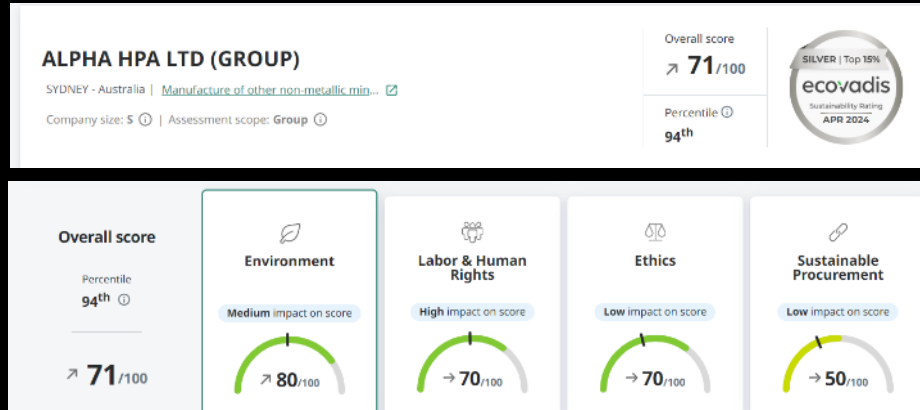 ALPHA HPA LTD (GROUP)
SYDNEY - Australia | Manufacture of other non-metallic min...
Company size: S | Assessment scope: Group
Overall score
71/100
Percentile
94th
SILVER | Top 15%
ecovadis
Sustainability Rating
APR 2024
Overall score
Percentile
94th
71/100
Environment
Medium impact on score
80/100
Labor & Human
Rights
High impact on score
70/100
Ethics
Low impact on score
70/100
Sustainable
Procurement
Low impact on score
50/100